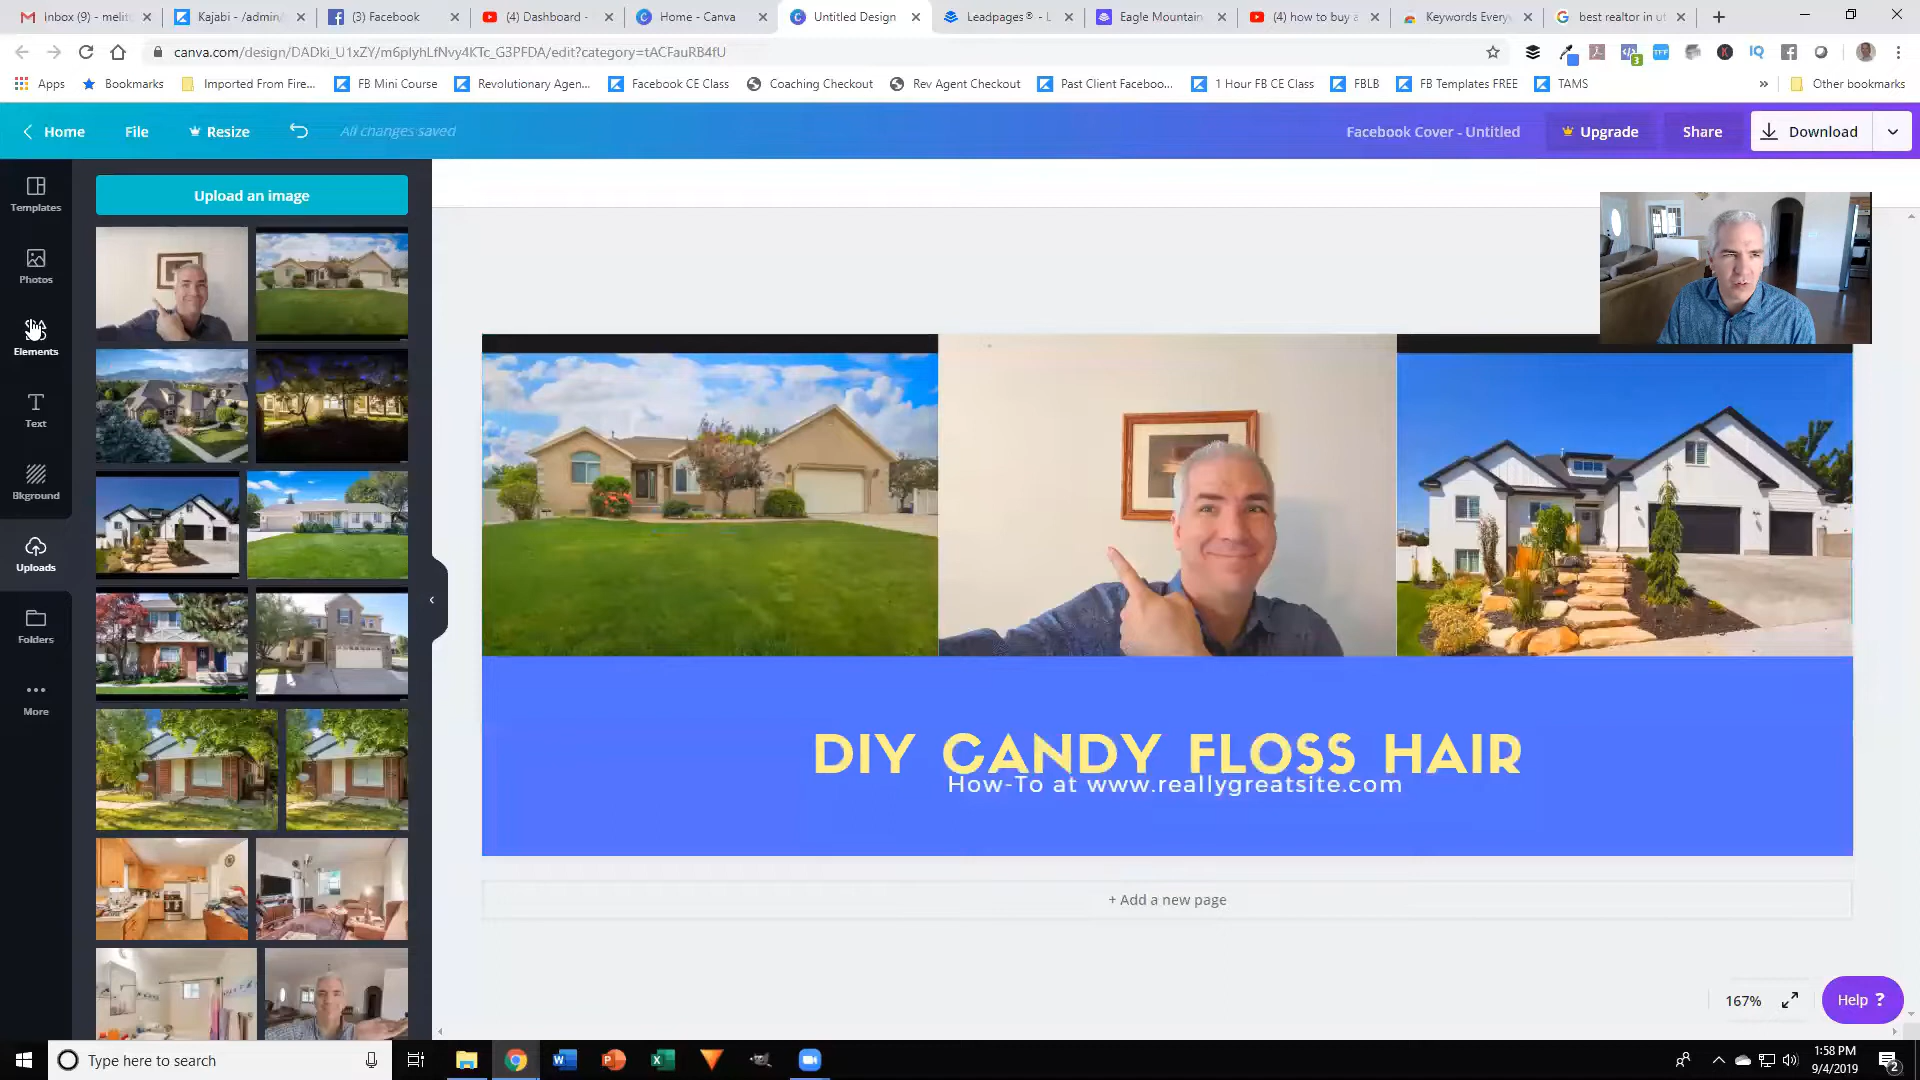 Inbox (9) - melit
Kajabi - /admin/
(3) Facebook
(4) Dashboard -
Home - Canva
Untitled Design
Leadpages® - L
Eagle Mountain
(4) how to buy a
Keywords Every
best realtor in ut
canva.com/design/DADki_U1xZY/m6plyhLfNvy4KTc_G3PFDA/edit?category=tACFauRB4fU
Apps
Bookmarks
Imported From Fire...
FB Mini Course
Revolutionary Agen...
Facebook CE Class
Coaching Checkout
Rev Agent Checkout
Past Client Faceboo...
1 Hour FB CE Class
FBLB
FB Templates FREE
TAMS
»
Other bookmarks
Home
File
Resize
All changes saved
Facebook Cover - Untitled
Upgrade
Share
Download
Templates
Photos
Elements
Text
Bkground
Uploads
Folders
More
Upload an image
DIY CANDY FLOSS HAIR
How-To at www.reallygreatsite.com
+ Add a new page
167%
Help ?
Type here to search
1:58 PM
9/4/2019
2